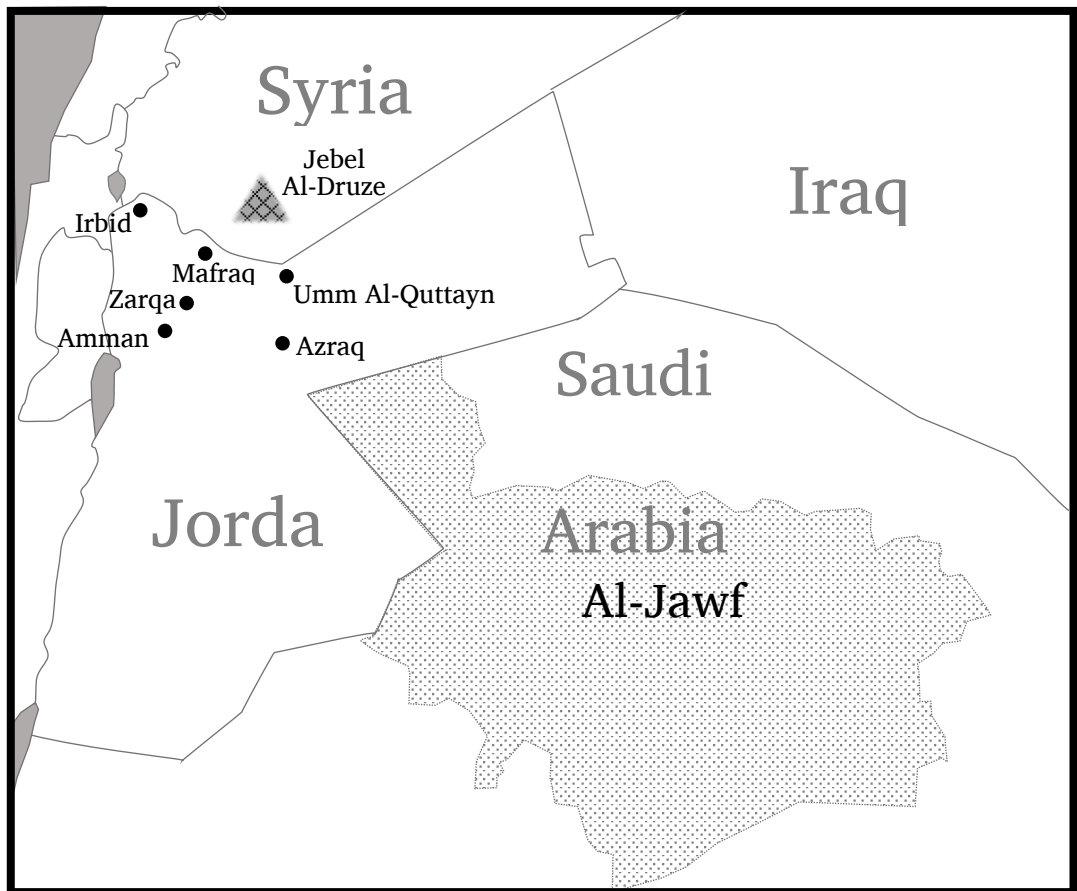 Syria
Jebel
Al-Druze
Iraq
Irbid
Mafraq
Umm Al-Quttayn
Zarqa
Amman
Azraq
Saudi
Jorda
Arabia
Al-Jawf